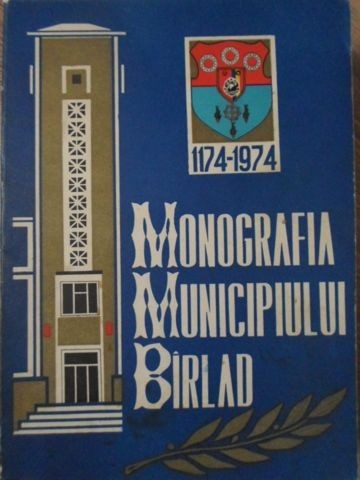 1174-1974
MONOGRAFIA
MUNICIPIULUI
BÎRLAD